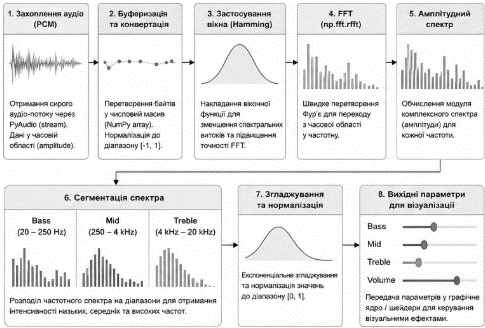 1. Захоплення аудіо
(PCM)
Отримання сирого
аудіо-потоку через
PyAudio (stream).
Дані у часовій
області (amplitude).
2. Буферизація
та конвертація
Перетворення байтів
у числовий масив
(NumPy array).
Нормалізація до
діапазону [-1, 1].
3. Застосування
вікна (Hamming)
Накладання віконної
функції для
зменшення спектральних
витоків та підвищення
точності FFT.
4. FFT
(np.fft.rfft)
Швидке перетворення
Фур'є для переходу
з часової області
у частотну.
5. Амплітудний
спектр
Обчислення модуля
комплексного спектра
(амплітуди) для
кожної частоти.
6. Сегментація спектра
Bass
(20 – 250 Hz)
Mid
(250 – 4 kHz)
Treble
(4 kHz – 20 kHz)
Розподіл частотного спектра на діапазони для отримання
інтенсивності низьких, середніх та високих частот.
7. Згладжування
та нормалізація
Експоненціальне згладжування
та нормалізація значень
до діапазону [0, 1].
8. Вихідні параметри
для візуалізації
Bass
Mid
Treble
Volume
Передача параметрів у графічне
ядро / шейдери для керування
візуальними ефектами.